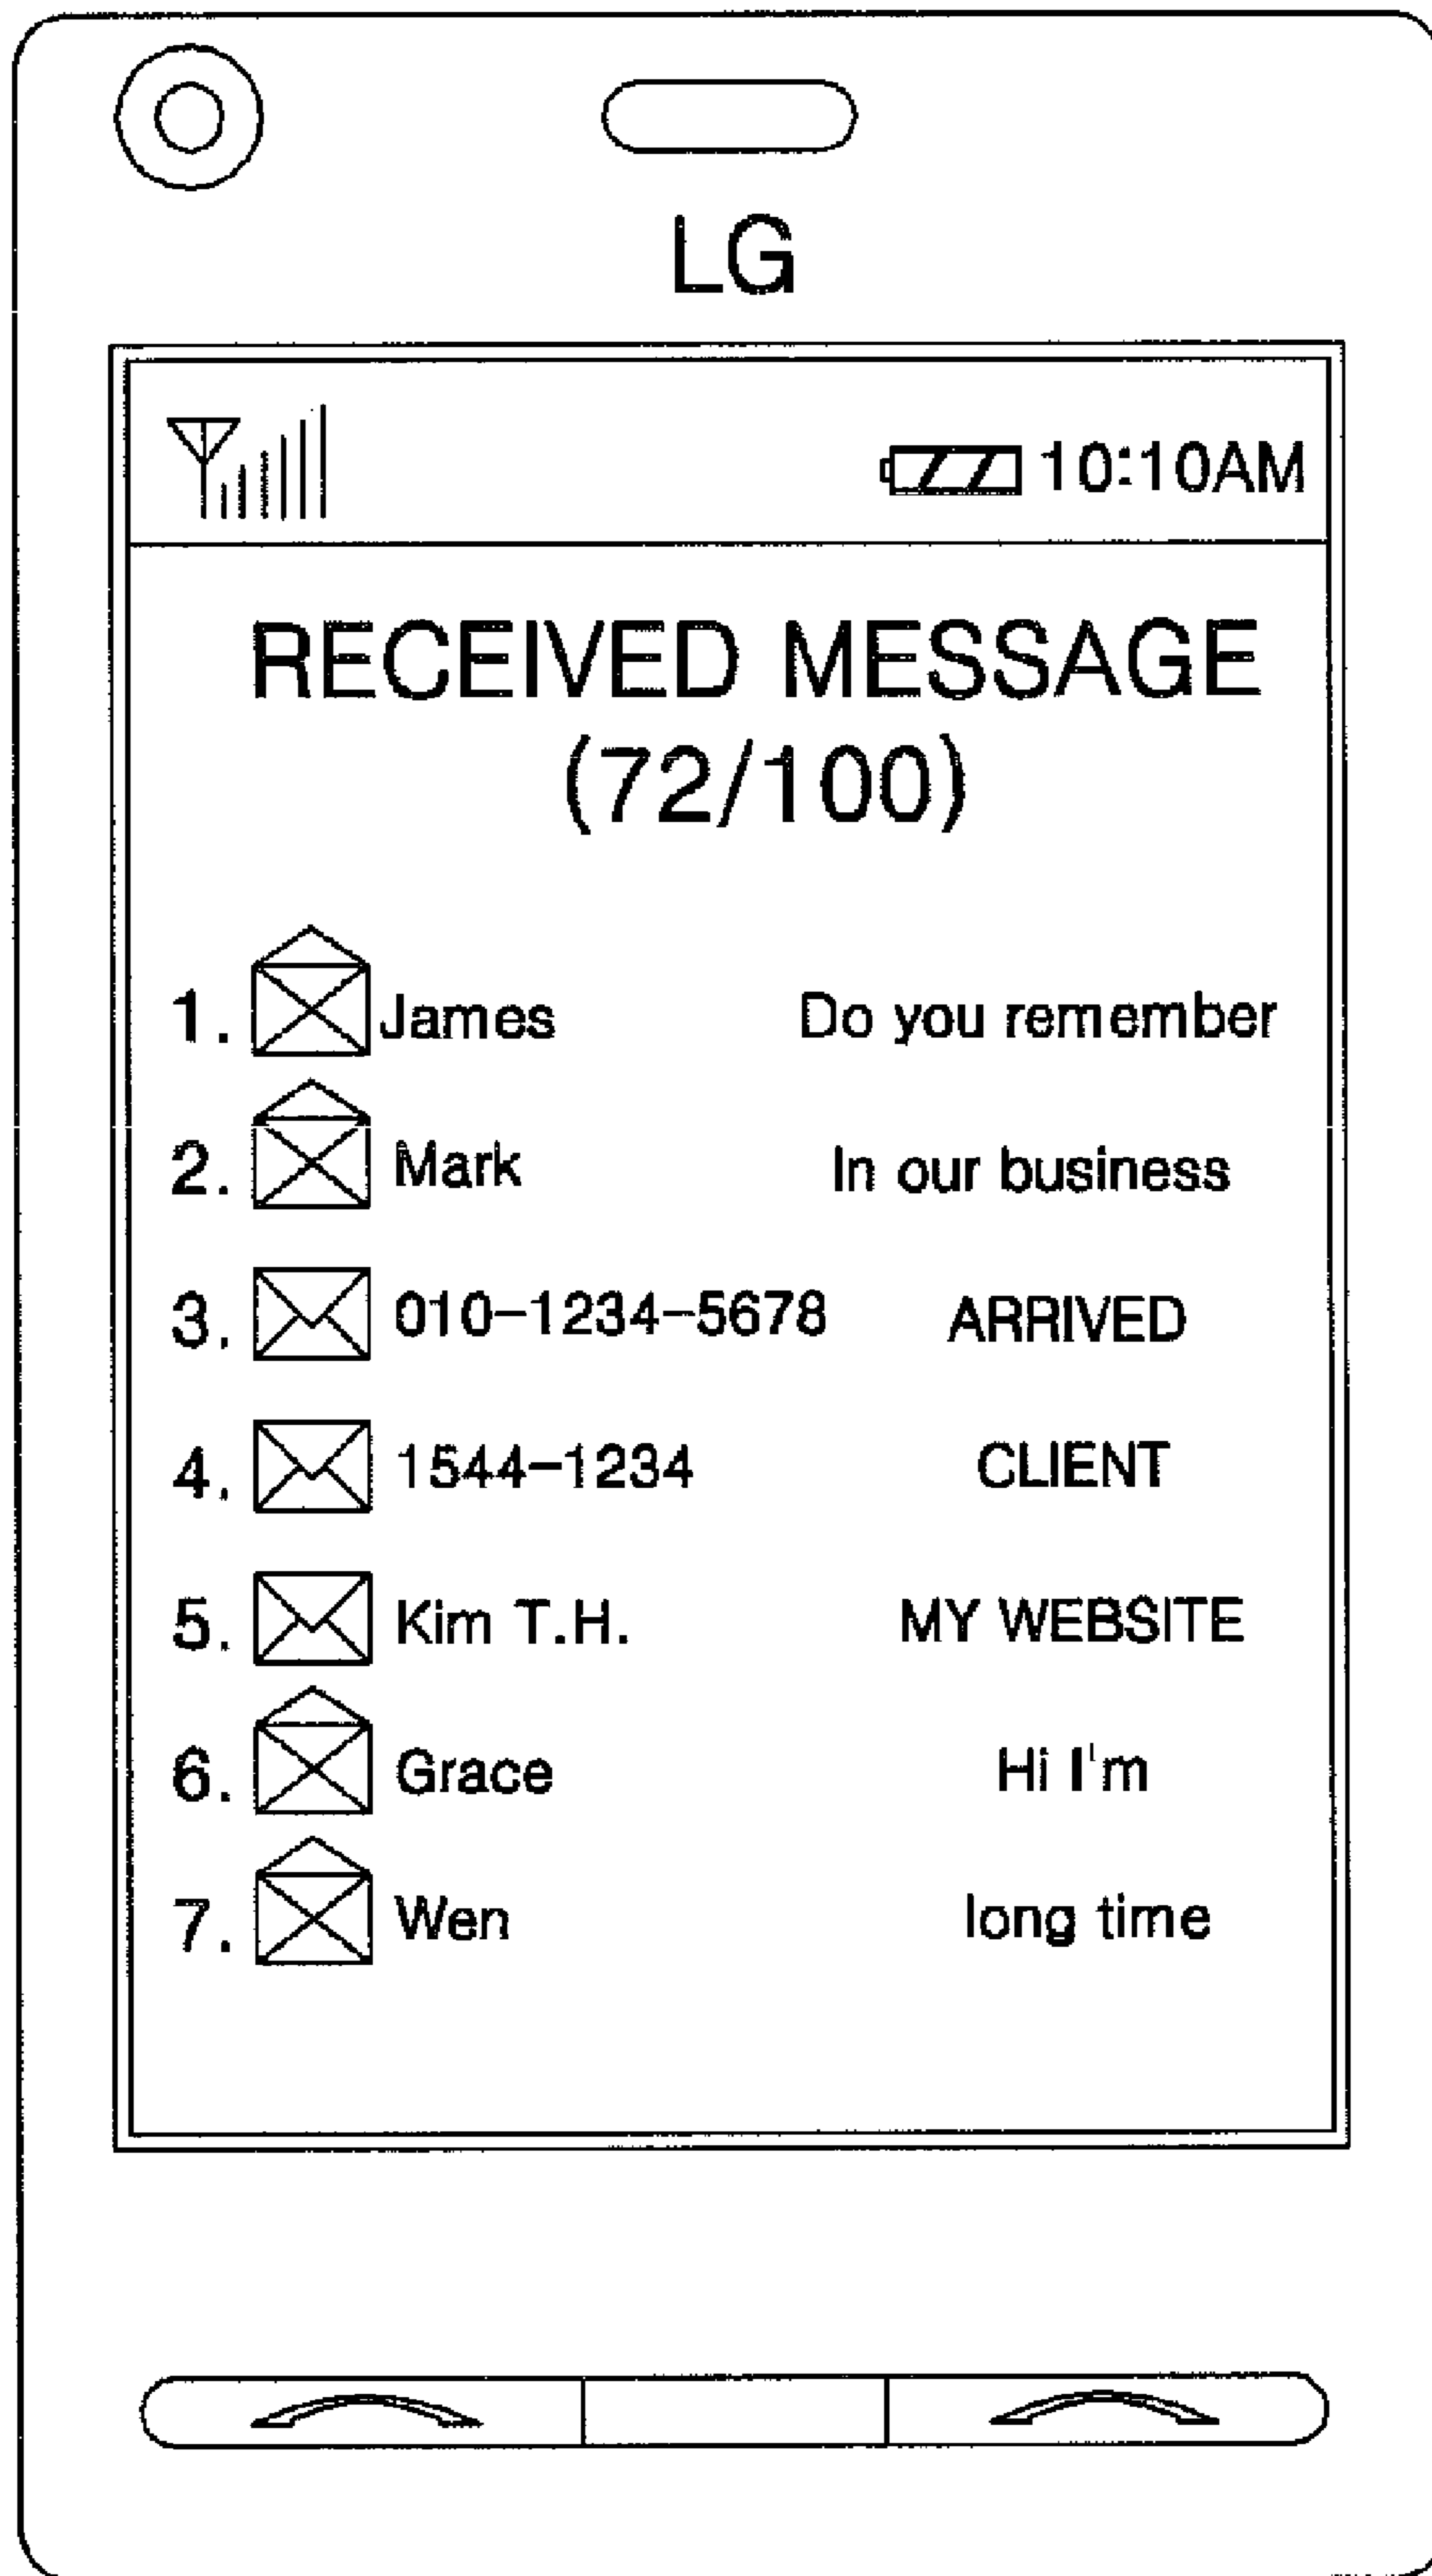 LG
10:10AM
RECEIVED MESSAGE
(72/100)
1. James Do you remember
2. Mark In our business
3. 010-1234-5678 ARRIVED
4. 1544-1234 CLIENT
5. Kim T.H. MY WEBSITE
6. Grace Hi I'm
7. Wen long time